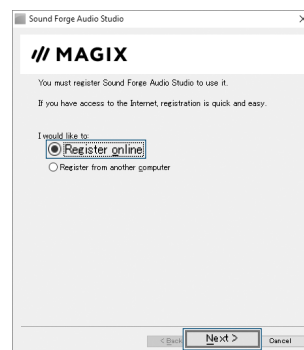 Sound Forge Audio Studio
MAGIX
You must register Sound Forge Audio Studio to use it.
If you have access to the Internet, registration is quick and easy.
I would like to:
Register online
Register from another computer
< Back
Next >
Cancel